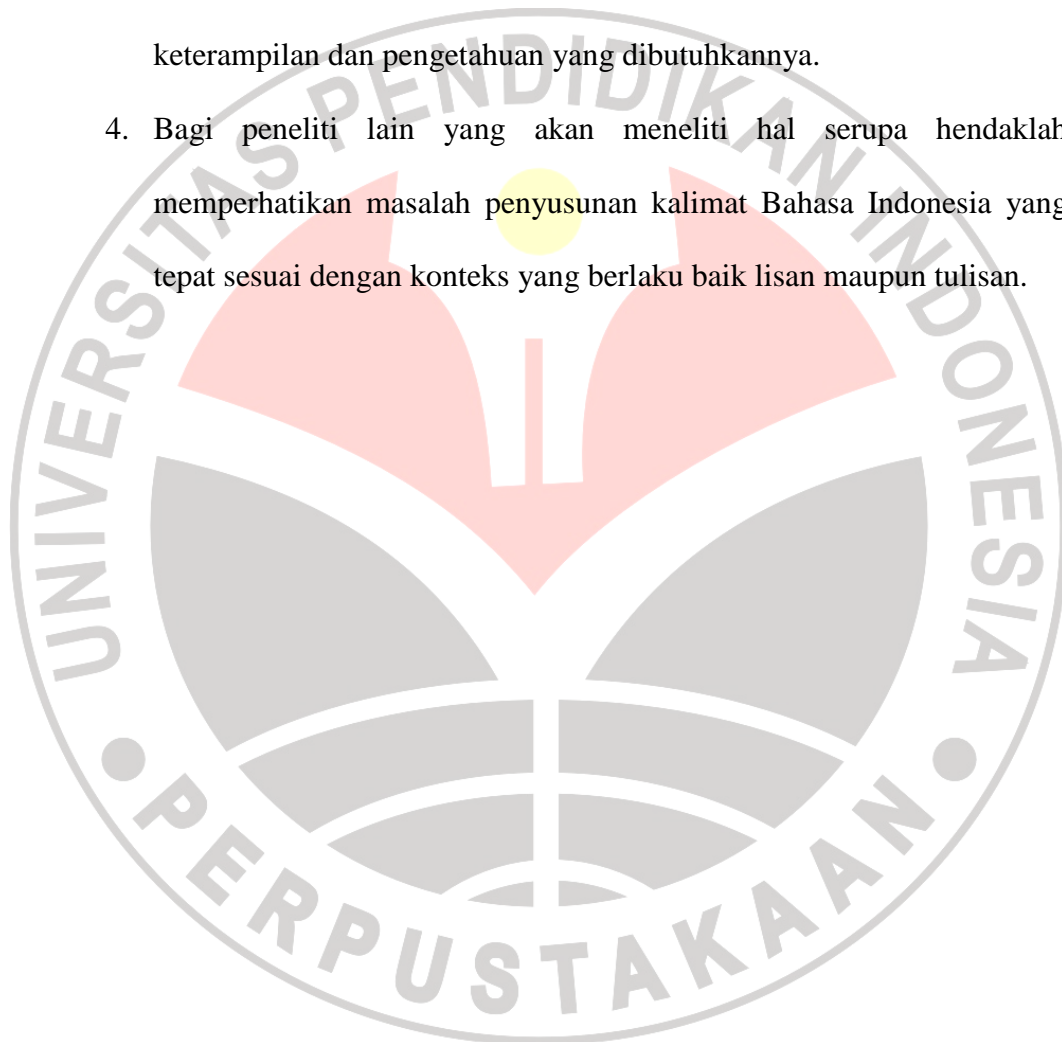 keterampilan dan pengetahuan yang dibutuhkannya.
4. Bagi peneliti lain yang akan meneliti hal serupa hendaklah
memperhatikan masalah penyusunan kalimat Bahasa Indonesia yang
tepat sesuai dengan konteks yang berlaku baik lisan maupun tulisan.
UNIVERSITAS PENDIDIKAN INDONESIA
PERPUSTAKAAN